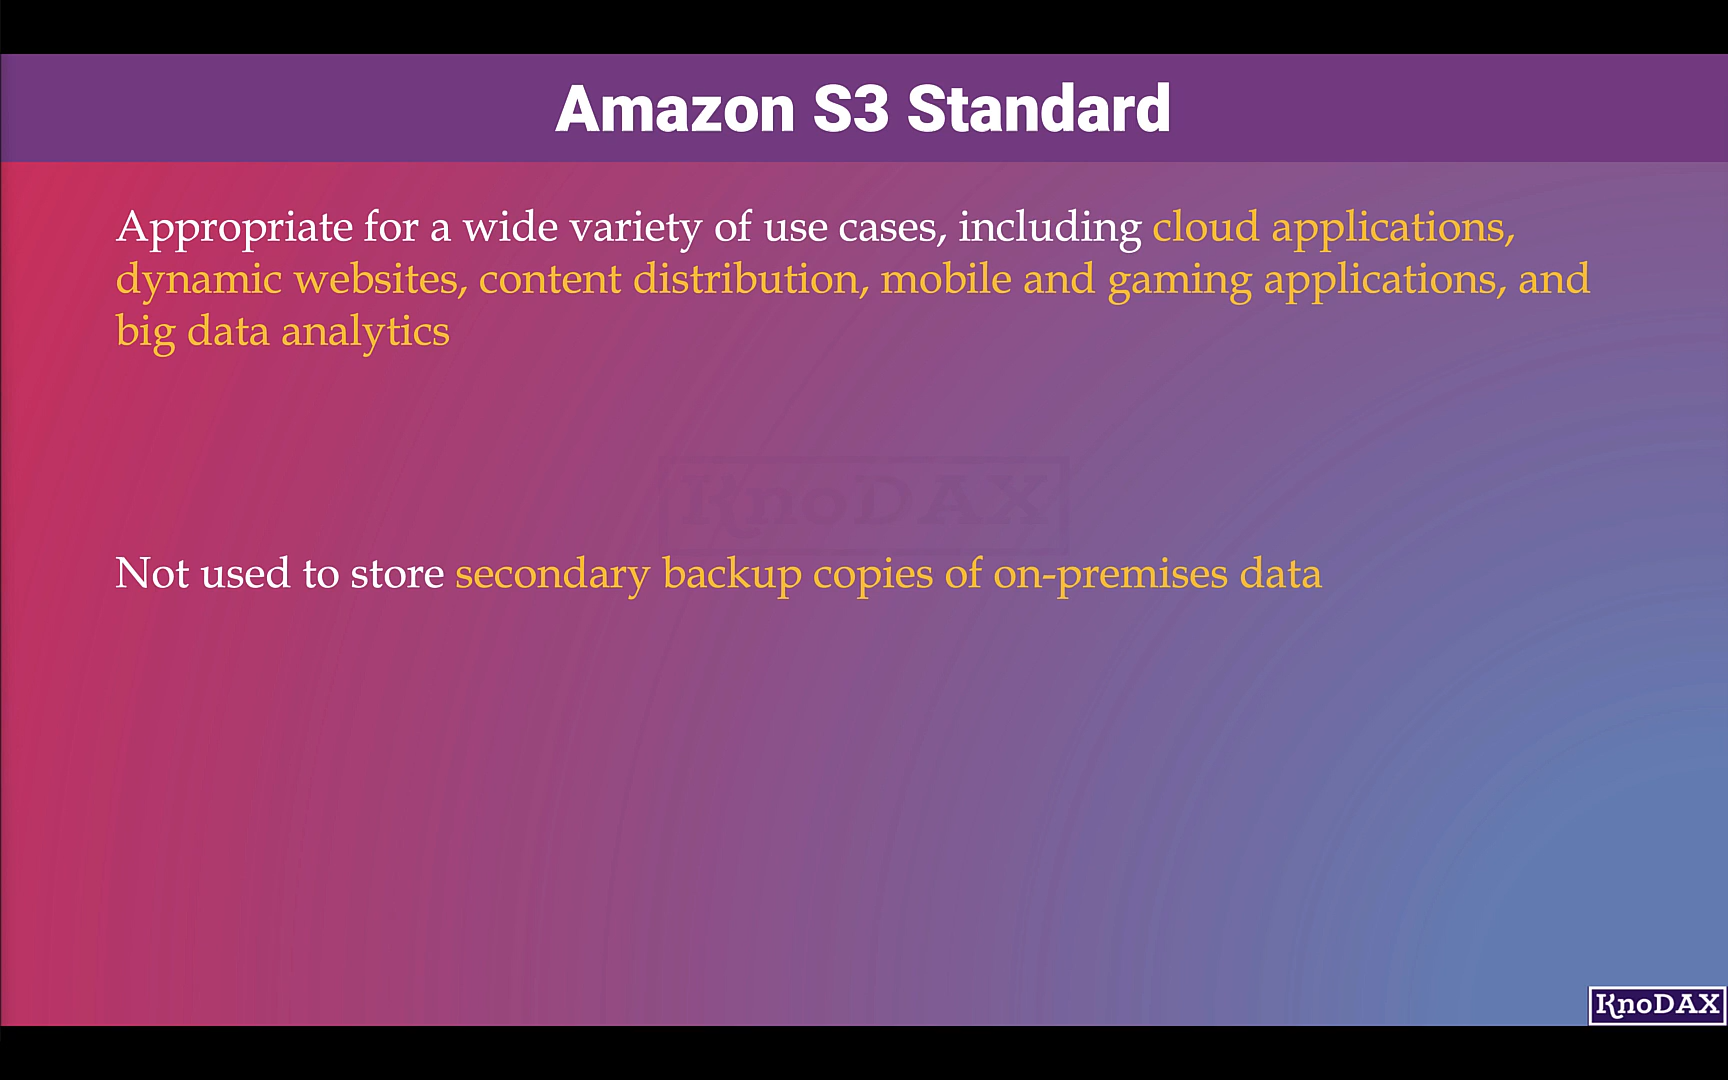 Amazon S3 Standard
Appropriate for a wide variety of use cases, including cloud applications,
dynamic websites, content distribution, mobile and gaming applications, and
big data analytics
KnoDAX
Not used to store secondary backup copies of on-premises data
KnoDAX